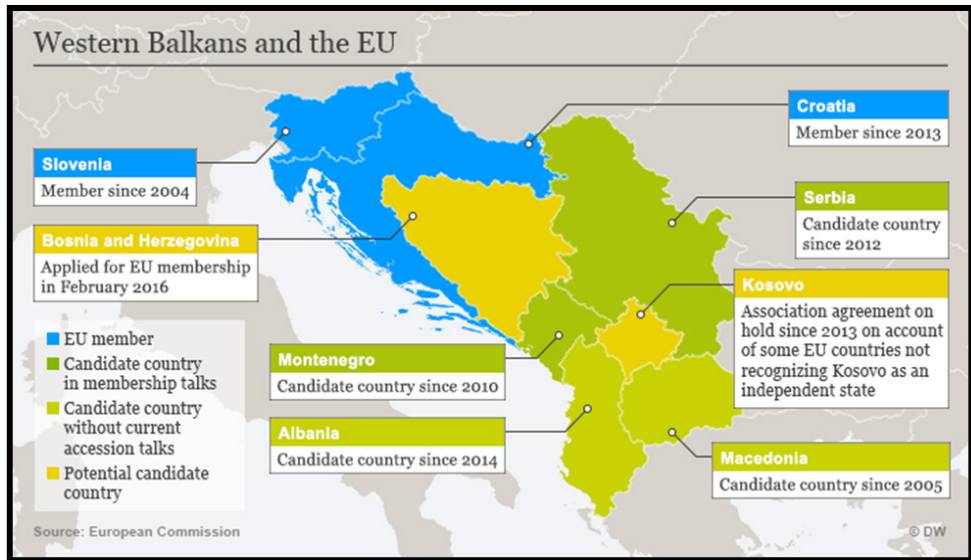 Western Balkans and the EU
Croatia
Member since 2013
Slovenia
Member since 2004
Serbia
Candidate country
since 2012
Bosnia and Herzegovina
Applied for EU membership
in February 2016
Kosovo
Association agreement on
hold since 2013 on account
of some EU countries not
recognizing Kosovo as an
independent state
EU member
Candidate country
in membership talks
Candidate country
without current
accession talks
Potential candidate
country
Montenegro
Candidate country since 2010
Albania
Candidate country since 2014
Macedonia
Candidate country since 2005
Source: European Commission
© DW